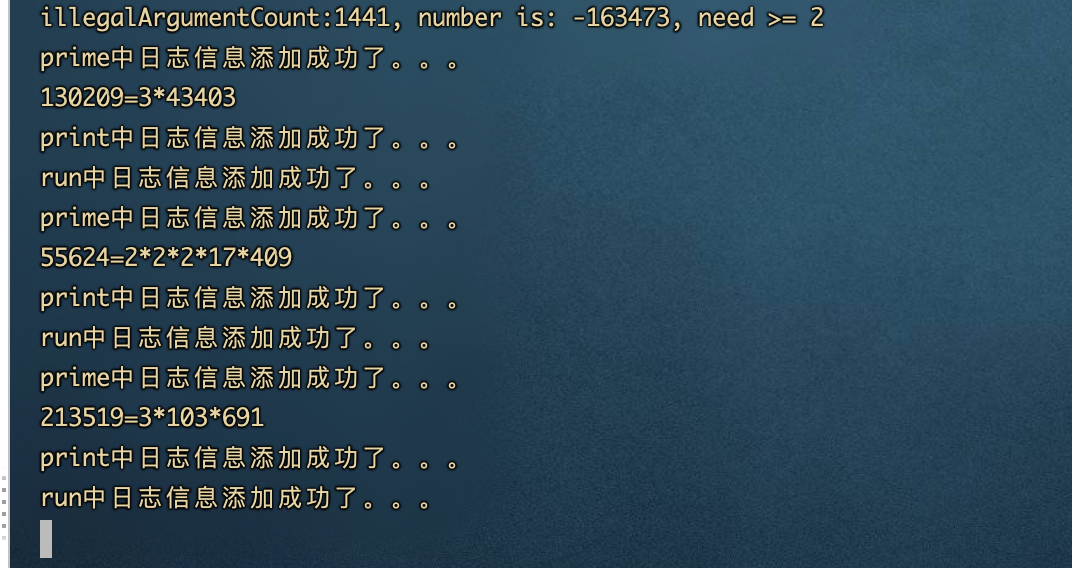 illegalArgumentCount:1441, number is: -163473, need >= 2
prime中日志信息添加成功了。。。
130209=3*43403
print中日志信息添加成功了。。。
run中日志信息添加成功了。。。
prime中日志信息添加成功了。。。
55624=2*2*2*17*409
print中日志信息添加成功了。。。
run中日志信息添加成功了。。。
prime中日志信息添加成功了。。。
213519=3*103*691
print中日志信息添加成功了。。。
run中日志信息添加成功了。。。